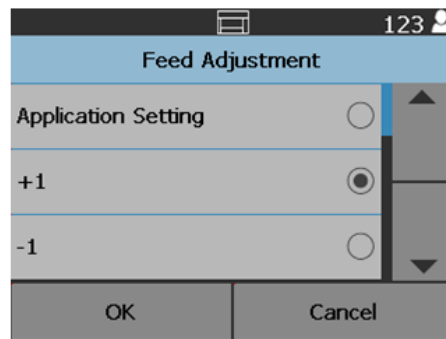 123
Feed Adjustment
Application Setting
+1
-1
OK
Cancel